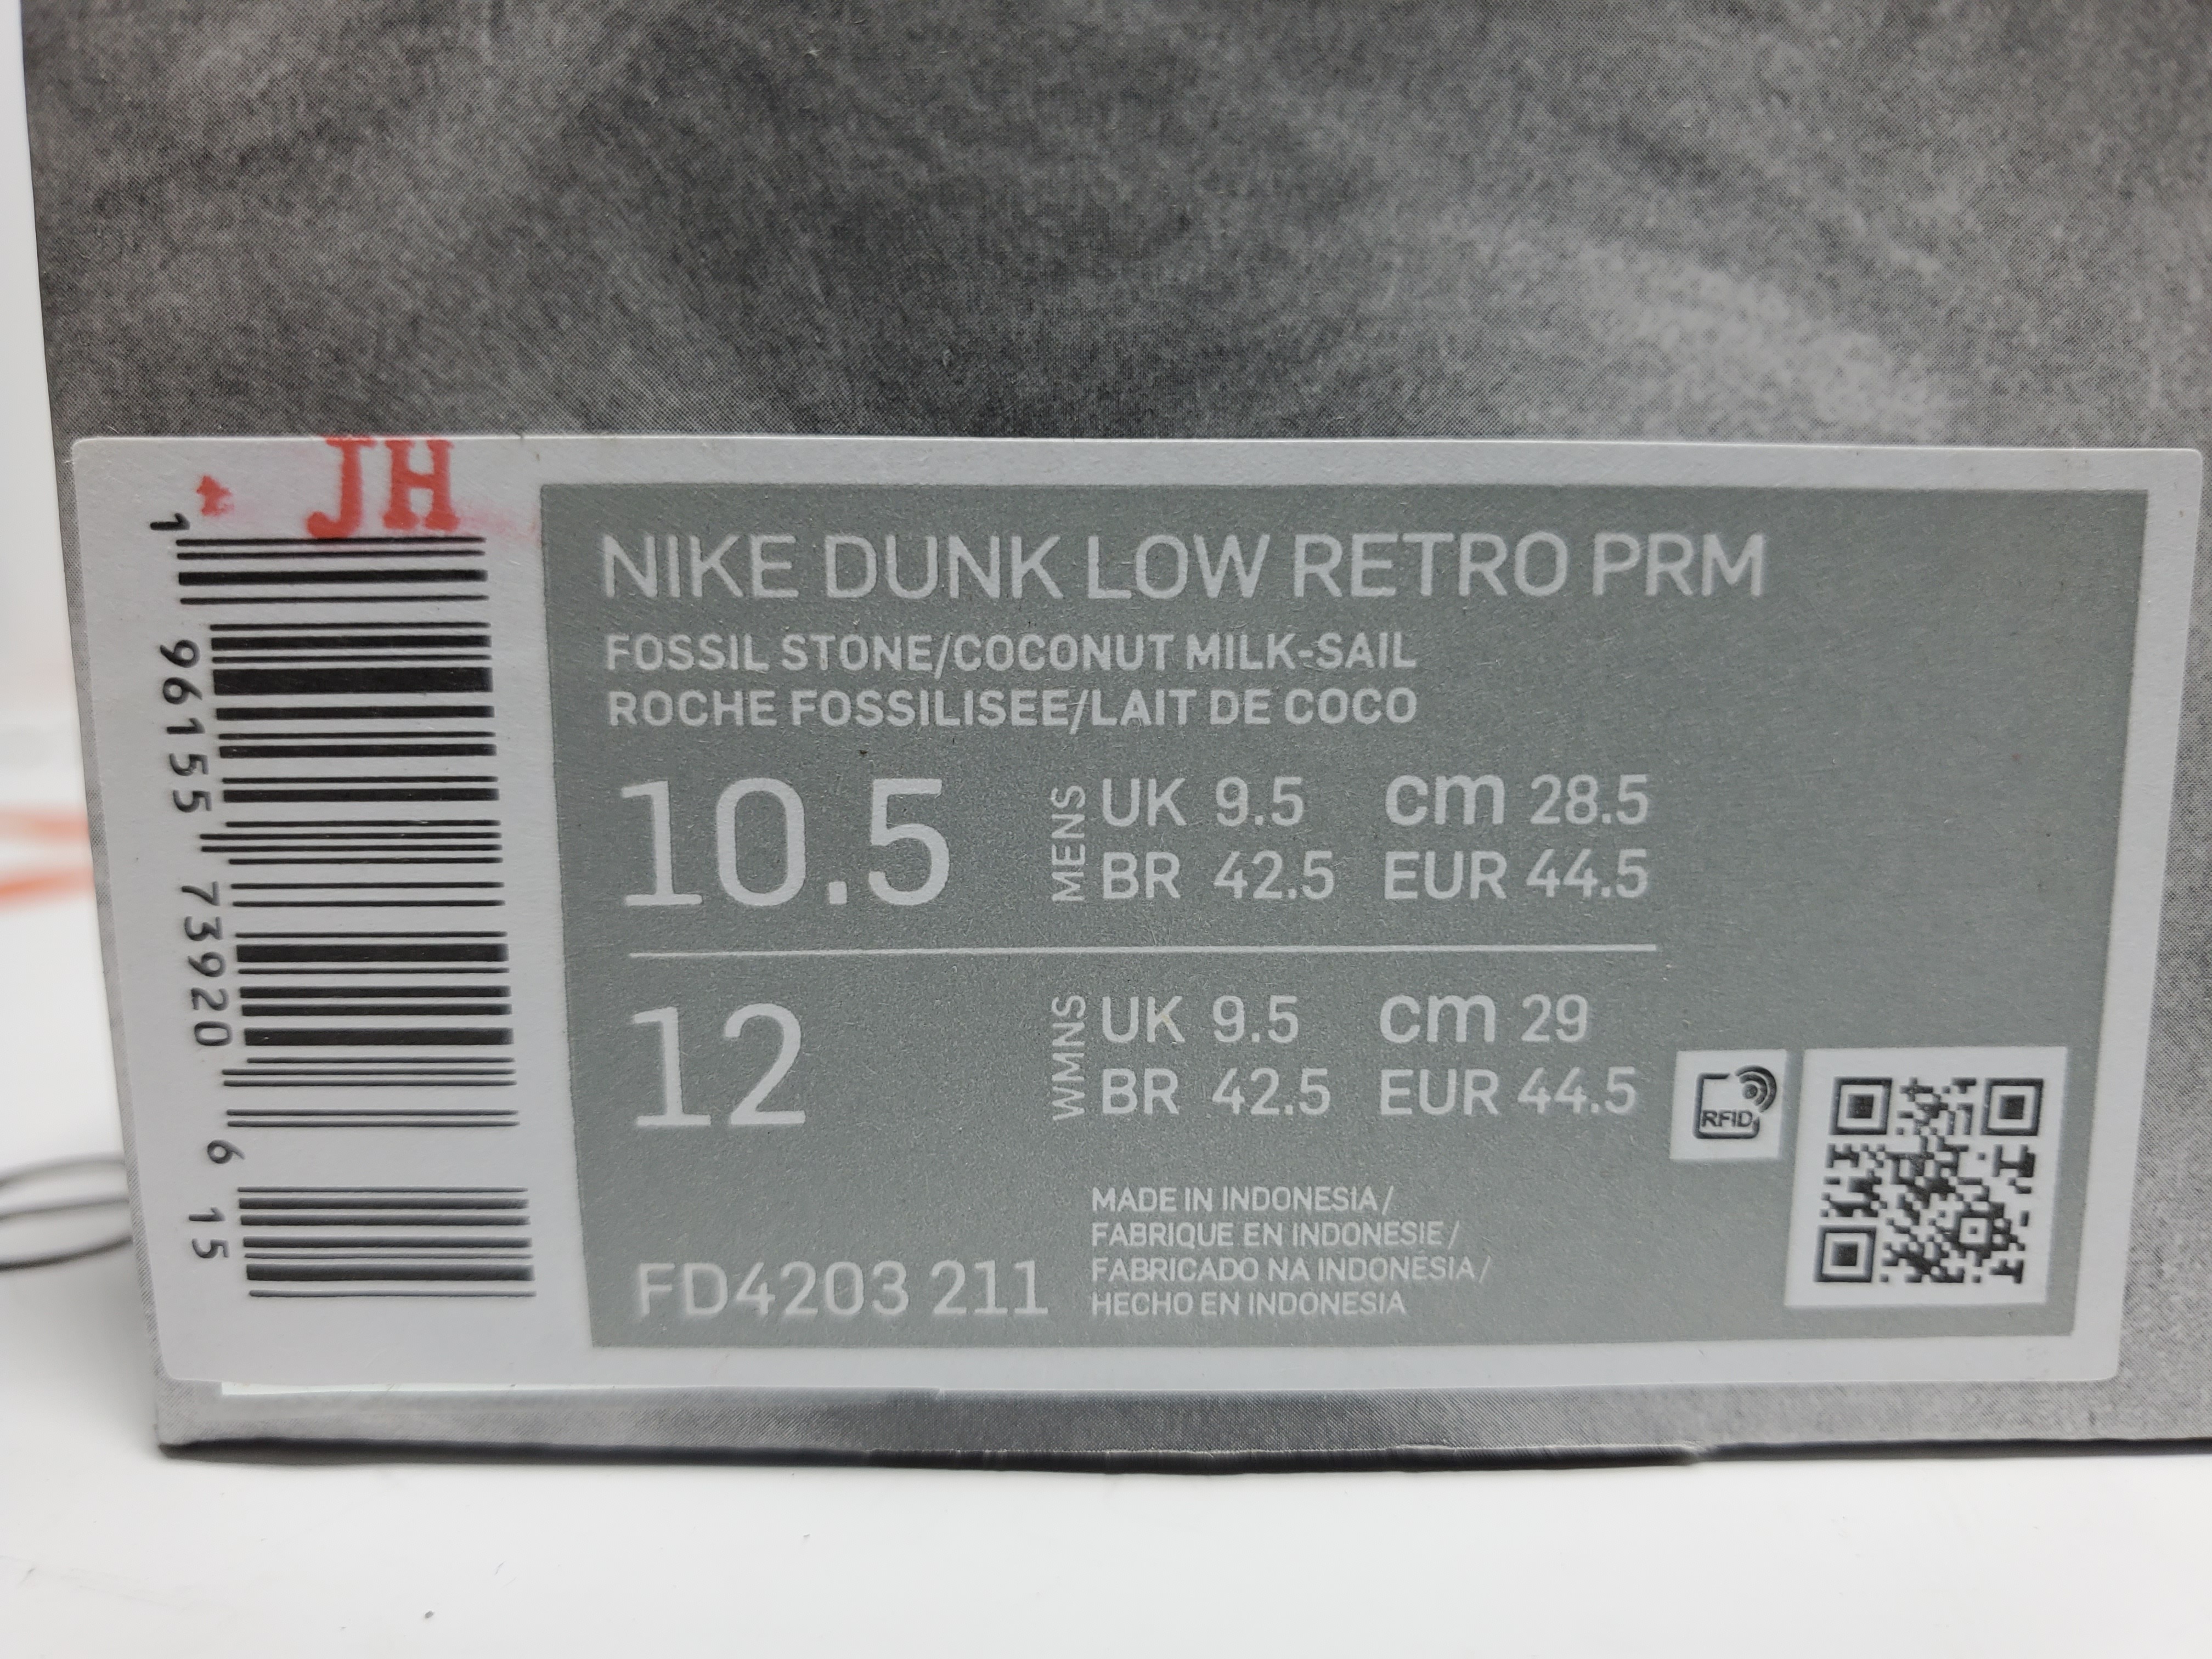 JH
NIKE DUNK LOW RETRO PRM
FOSSIL STONE/COCONUT MILK-SAIL
ROCHE FOSSILISEE/LAIT DE COCO
10.5 MENS UK 9.5 cm 28.5
BR 42.5 EUR 44.5
12 WMNS UK 9.5 cm 29
BR 42.5 EUR 44.5
RFID
MADE IN INDONESIA/
FABRIQUE EN INDONESIE/
FABRICADO NA INDONÉSIA/
HECHO EN INDONESIA
FD4203 211
1 96155 73920 6 15